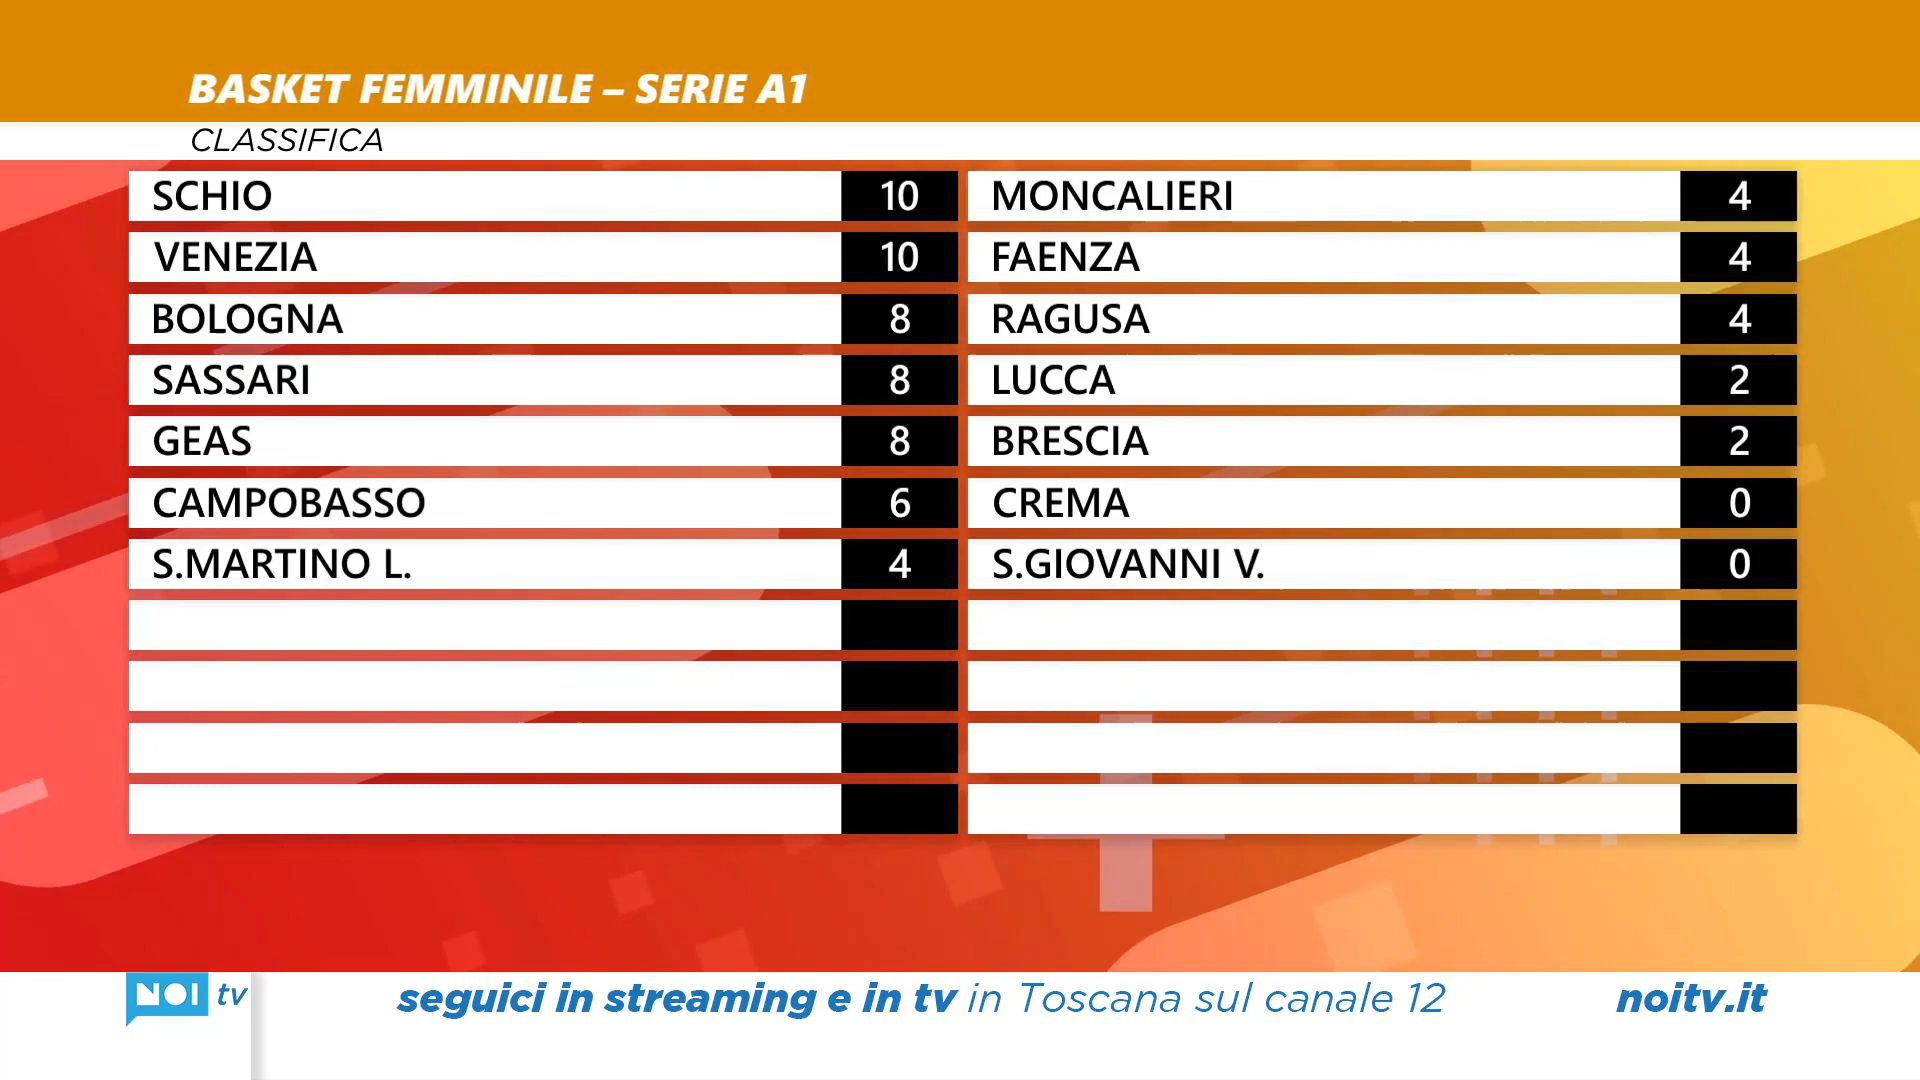 BASKET FEMMINILE – SERIE A1
CLASSIFICA
SCHIO 10
VENEZIA 10
BOLOGNA 8
SASSARI 8
GEAS 8
CAMPOBASSO 6
S.MARTINO L. 4
MONCALIERI 4
FAENZA 4
RAGUSA 4
LUCCA 2
BRESCIA 2
CREMA 0
S.GIOVANNI V. 0
NOI tv
seguici in streaming e in tv in Toscana sul canale 12
noitv.it